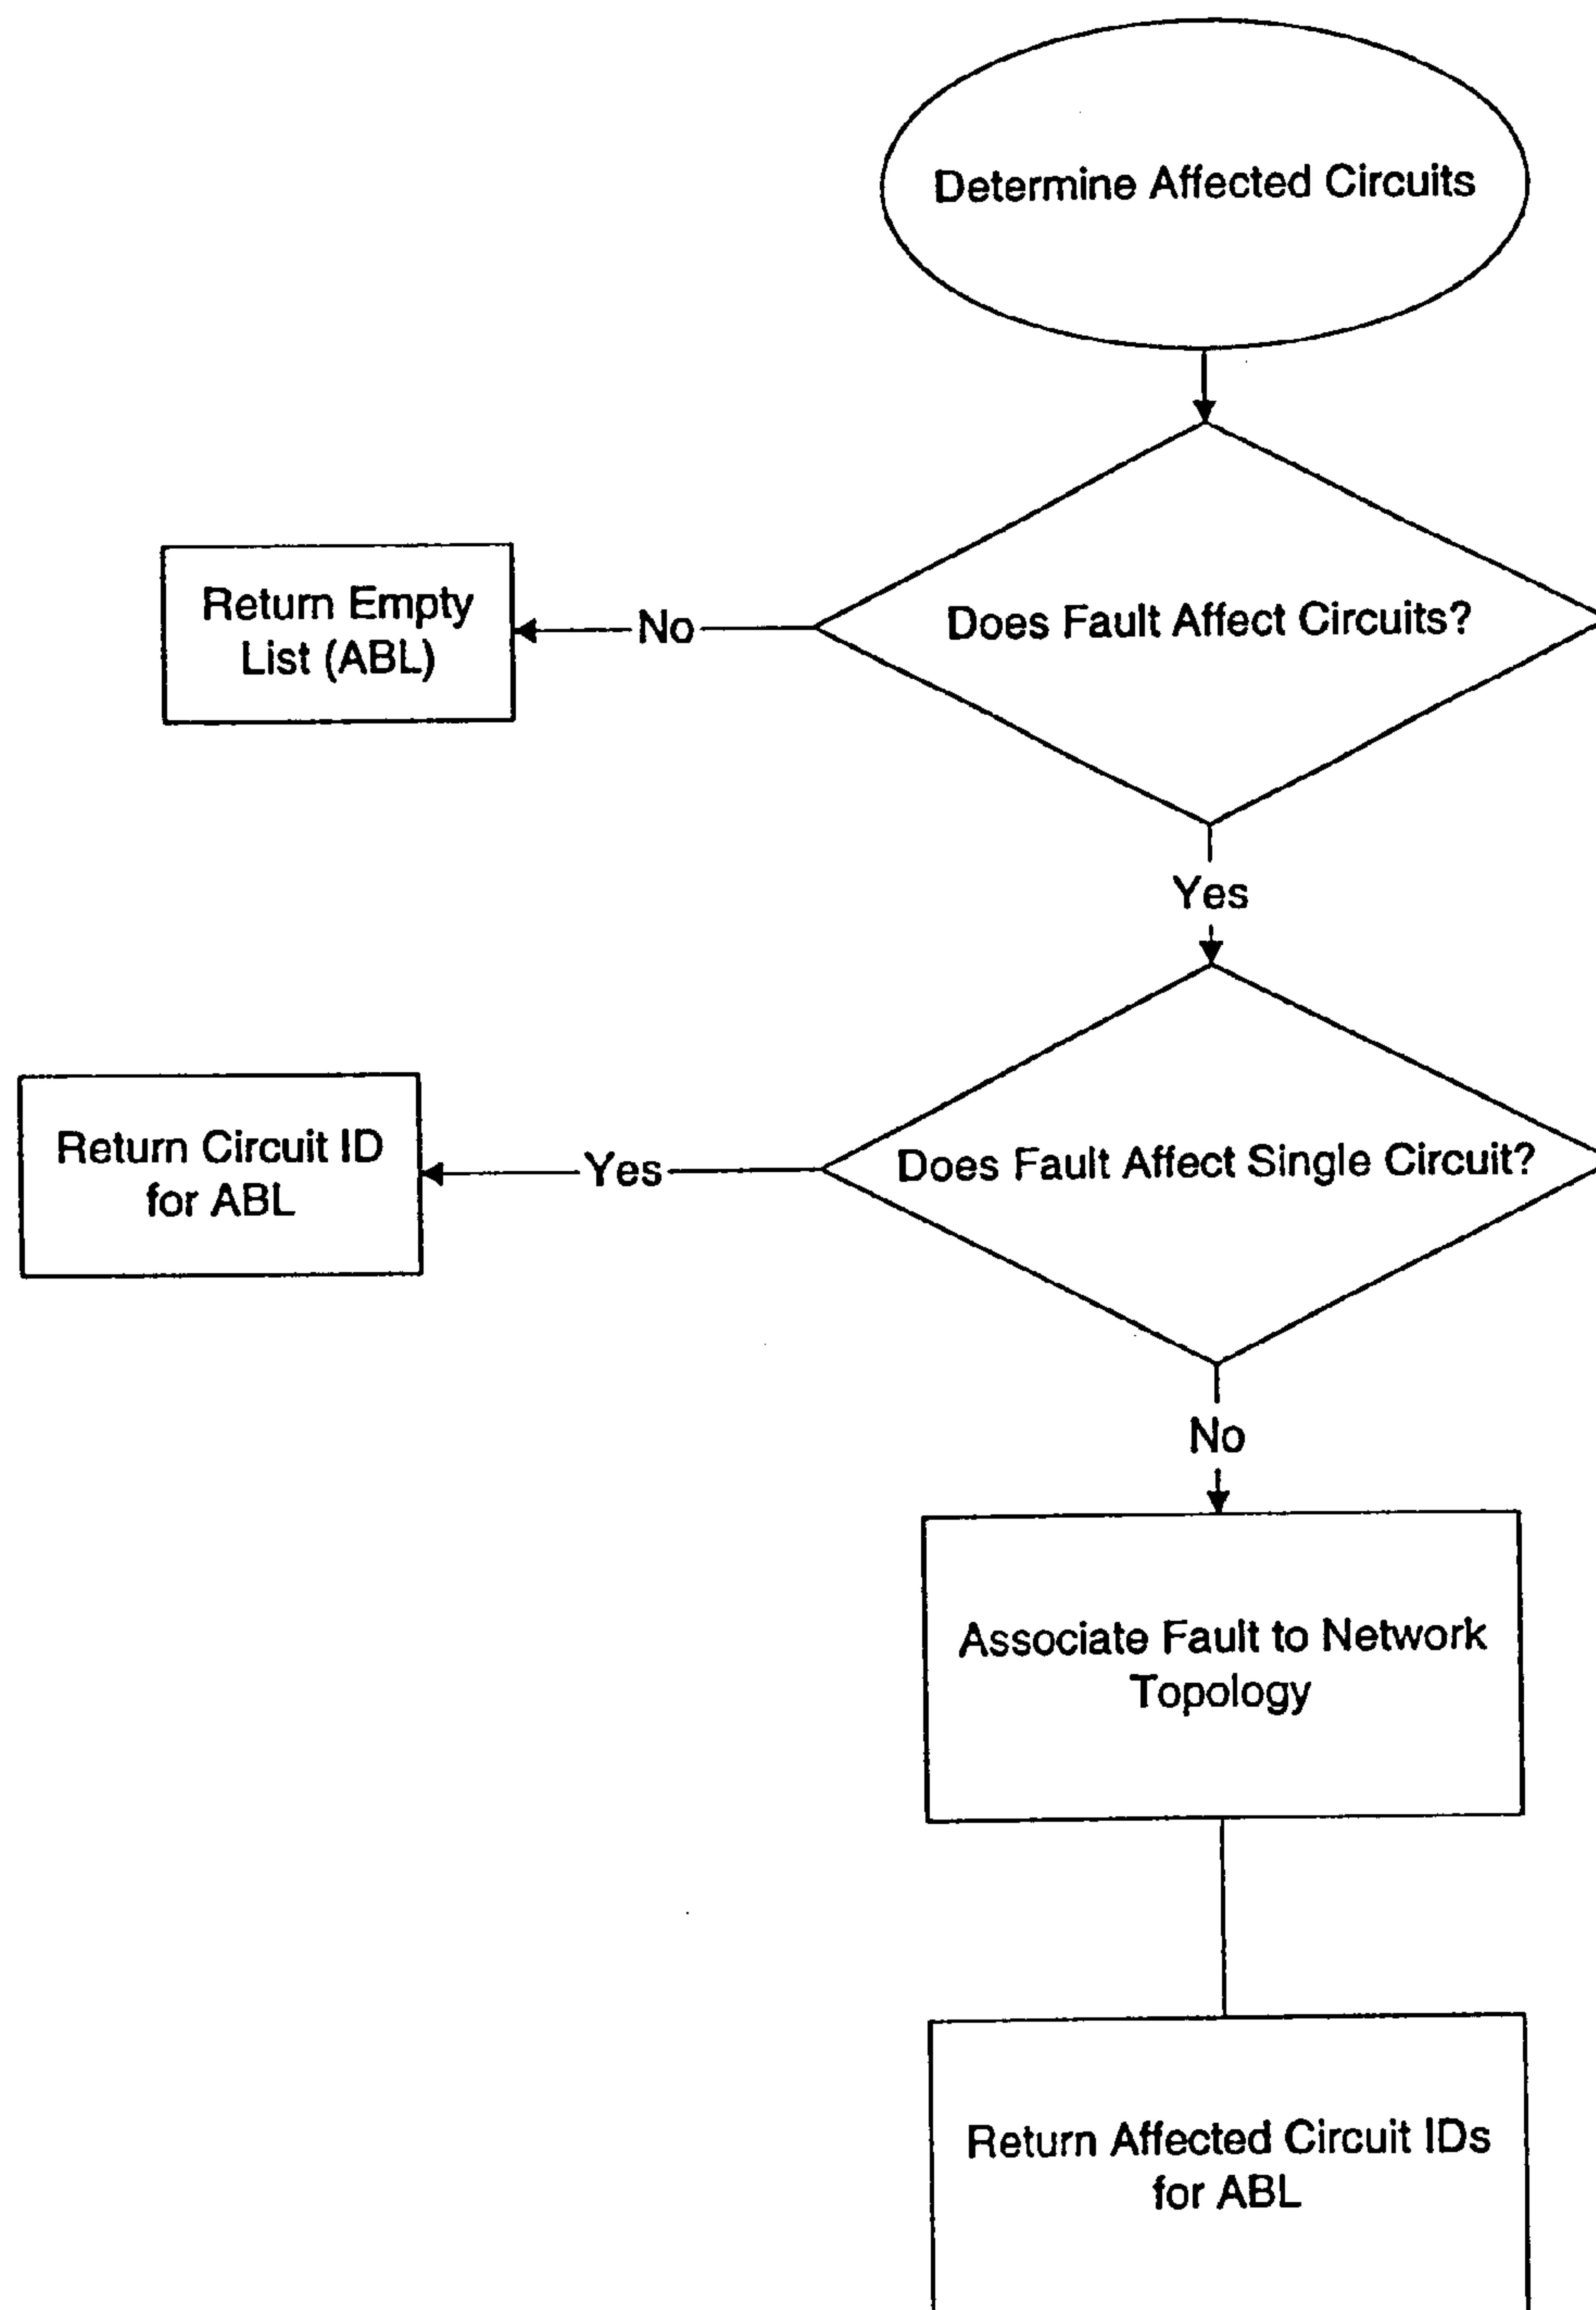 Determine Affected Circuits
Does Fault Affect Circuits?
No
Return Empty
List (ABL)
Yes
Does Fault Affect Single Circuit?
Yes
Return Circuit ID
for ABL
No
Associate Fault to Network
Topology
Return Affected Circuit IDs
for ABL